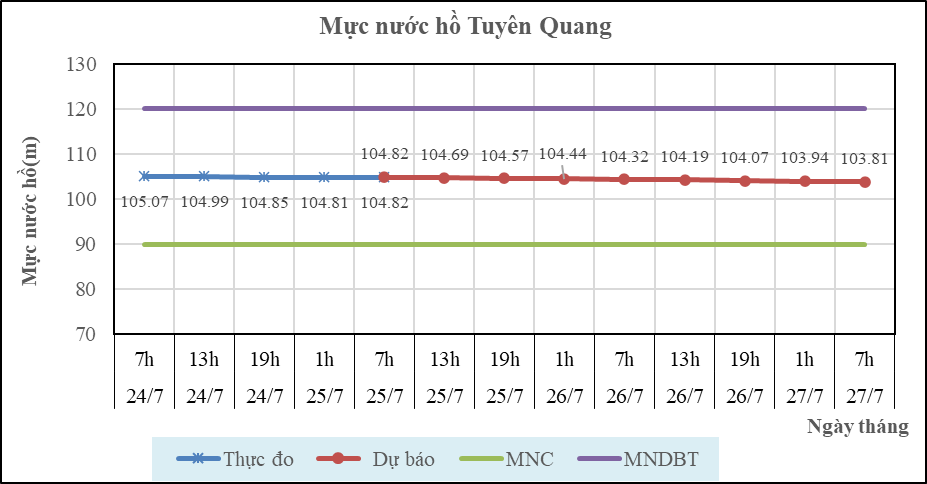 Mực nước hồ Tuyên Quang
Mực nước hồ(m)
130
120
110
100
90
80
70
104.82 104.69 104.57 104.44 104.32 104.19 104.07 103.94 103.81
105.07 104.99 104.85 104.81 104.82
7h 13h 19h 1h 7h 13h 19h 1h 7h 13h 19h 1h 7h
24/7 24/7 24/7 25/7 25/7 25/7 25/7 26/7 26/7 26/7 26/7 27/7 27/7
Ngày tháng
Thực đo Dự báo MNC MNDBT